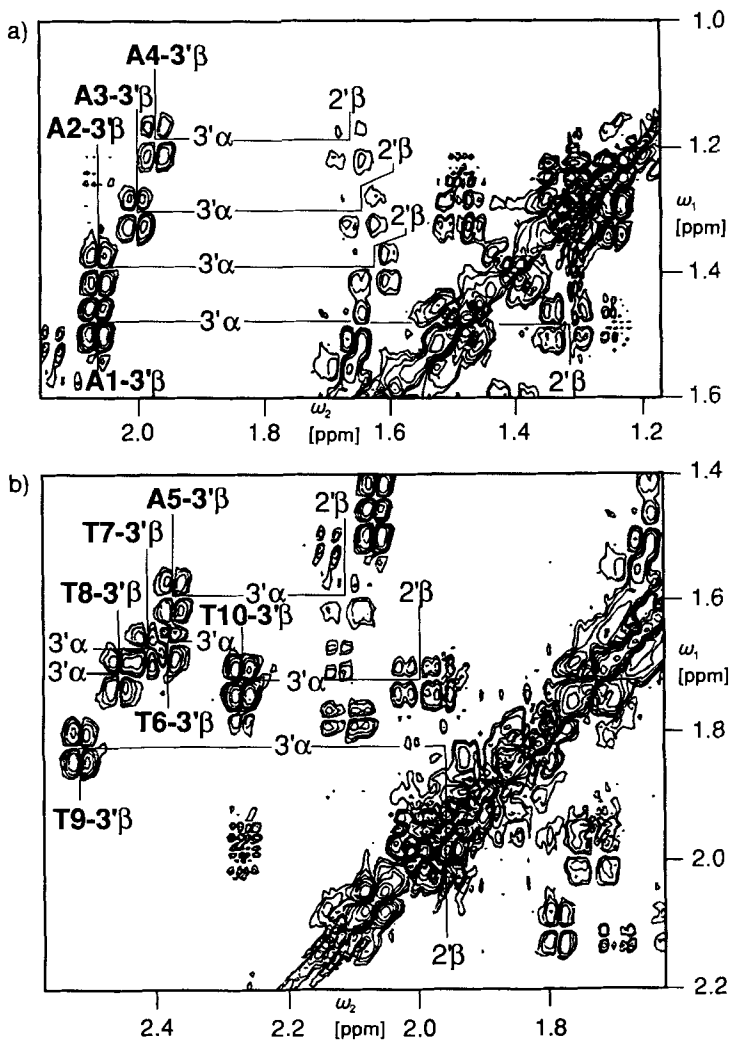 a)
1.0
A4-3'β
A3-3'β
2'β
A2-3'β
3'α
2'β
1.2
ω1
[ppm]
3'α
2'β
3'α
1.4
3'α
A1-3'β
2'β
1.6
2.0
1.8
ω2
[ppm]
1.6
1.4
1.2
b)
1.4
A5-3'β
2'β
T7-3'β
T8-3'β
3'α
T10-3'β
2'β
1.6
3'α
3'α
ω1
3'α
3'α
[ppm]
T6-3'β
1.8
3'α
T9-3'β
2.0
2'β
2.2
2.4
2.2
ω2
[ppm]
2.0
1.8